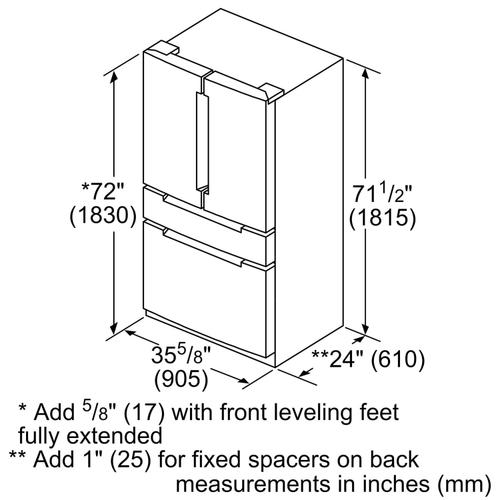 *72"
(1830)
71 1/2"
(1815)
35 5/8"
(905)
**24" (610)
* Add 5/8" (17) with front leveling feet
fully extended
** Add 1" (25) for fixed spacers on back
measurements in inches (mm)